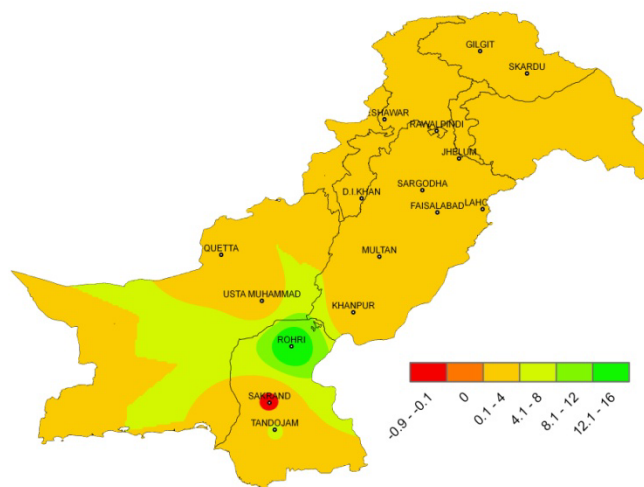 GILGIT
SKARDU
ESHAWAR
RAWALPINDI
JHELUM
SARGODHA
D.I.KHAN
FAISALABAD
LAHC
QUETTA
MULTAN
USTA MUHAMMAD
KHANPUR
ROHRI
SAKRAND
TANDOJAM
-0.9 - -0.1
0
0.1 - 4
4.1 - 8
8.1 - 12
12.1 - 16